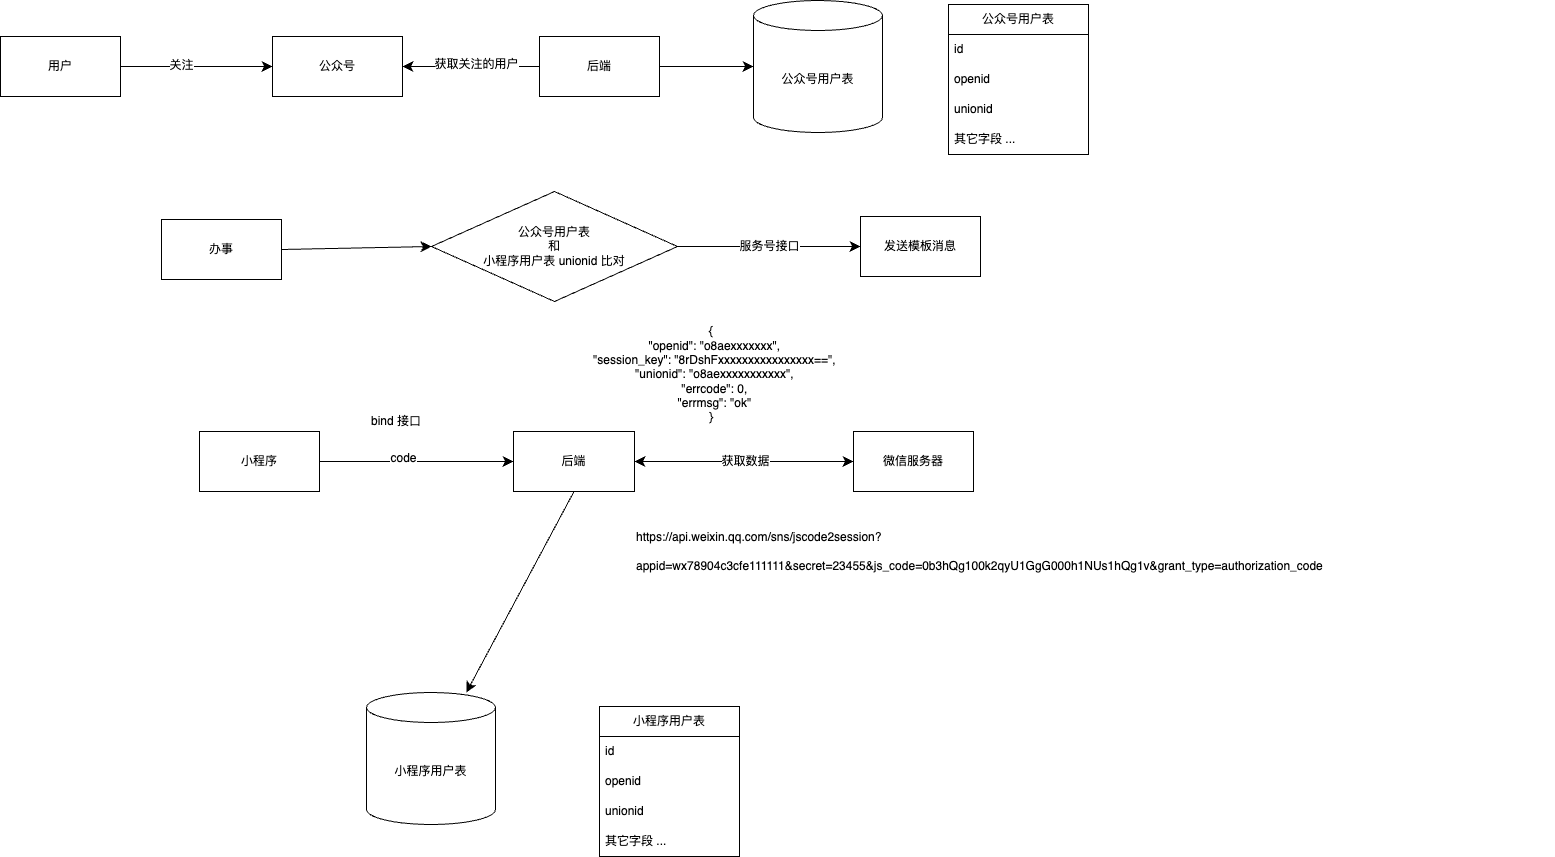 用户
关注
公众号
获取关注的用户
后端
公众号用户表
公众号用户表
id
openid
unionid
其它字段 ...
办事
公众号用户表
和
小程序用户表 unionid 比对
服务号接口
发送模板消息
{
"openid": "o8aexxxxxxx",
"session_key": "8rDshFxxxxxxxxxxxxxxxx==",
"unionid": "o8aexxxxxxxxxxx",
"errcode": 0,
"errmsg": "ok"
}
bind 接口
小程序
code
后端
获取数据
微信服务器
https://api.weixin.qq.com/sns/jscode2session?
appid=wx78904c3cfe111111&secret=23455&js_code=0b3hQg100k2qyU1GgG000h1NUs1hQg1v&grant_type=authorization_code
小程序用户表
小程序用户表
id
openid
unionid
其它字段 ...